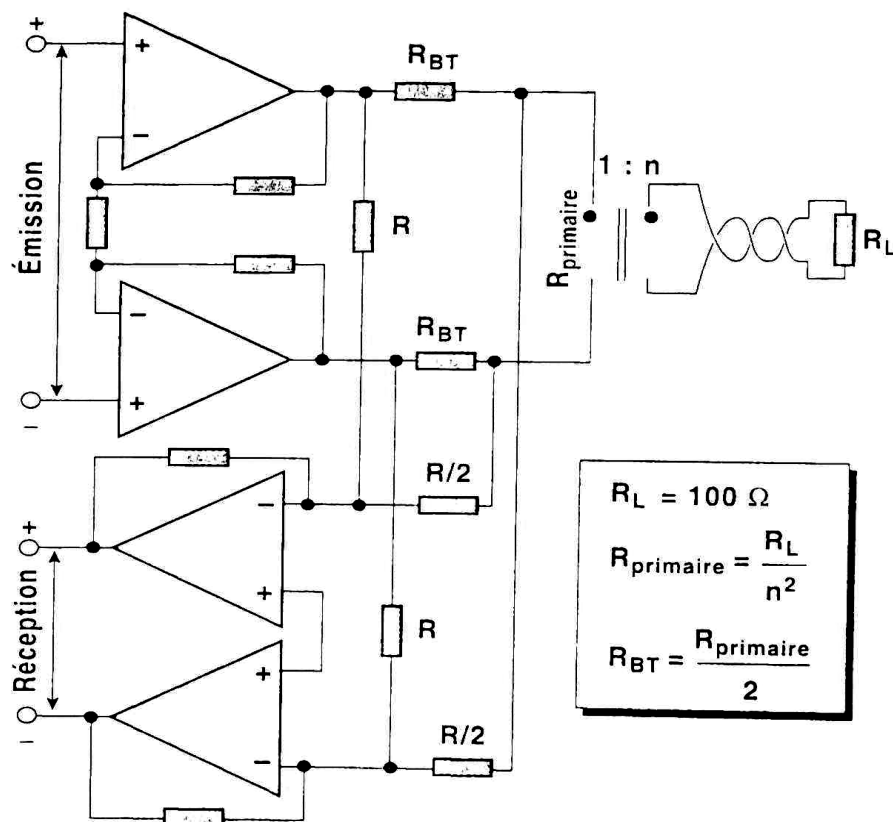 +
Émission
−
+
−
−
+
R_BT
R_BT
R
1 : n
R_primaire
R_L
+
Réception
−
−
+
+
−
R/2
R
R/2
R_L = 100 Ω
R_primaire = R_L / n²
R_BT = R_primaire / 2